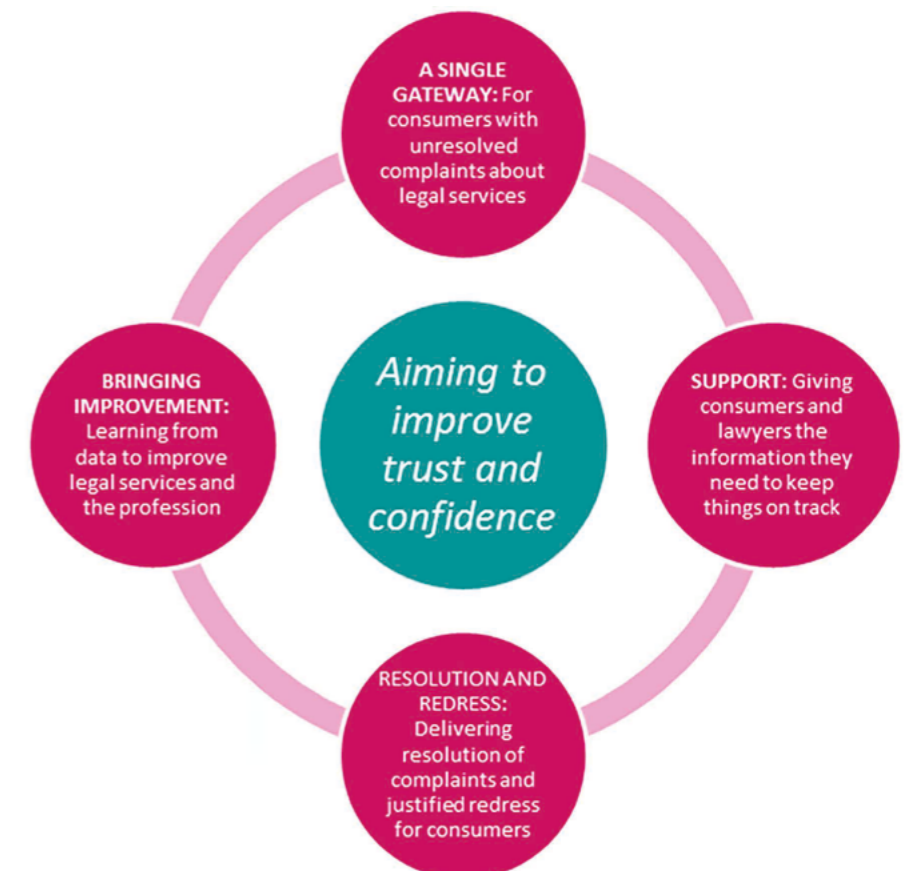 A SINGLE
GATEWAY: For
consumers with
unresolved
complaints about
legal services
BRINGING
IMPROVEMENT:
Learning from
data to improve
legal services and
the profession
Aiming to
improve
trust and
confidence
SUPPORT: Giving
consumers and
lawyers the
information they
need to keep
things on track
RESOLUTION AND
REDRESS:
Delivering
resolution of
complaints and
justified redress
for consumers